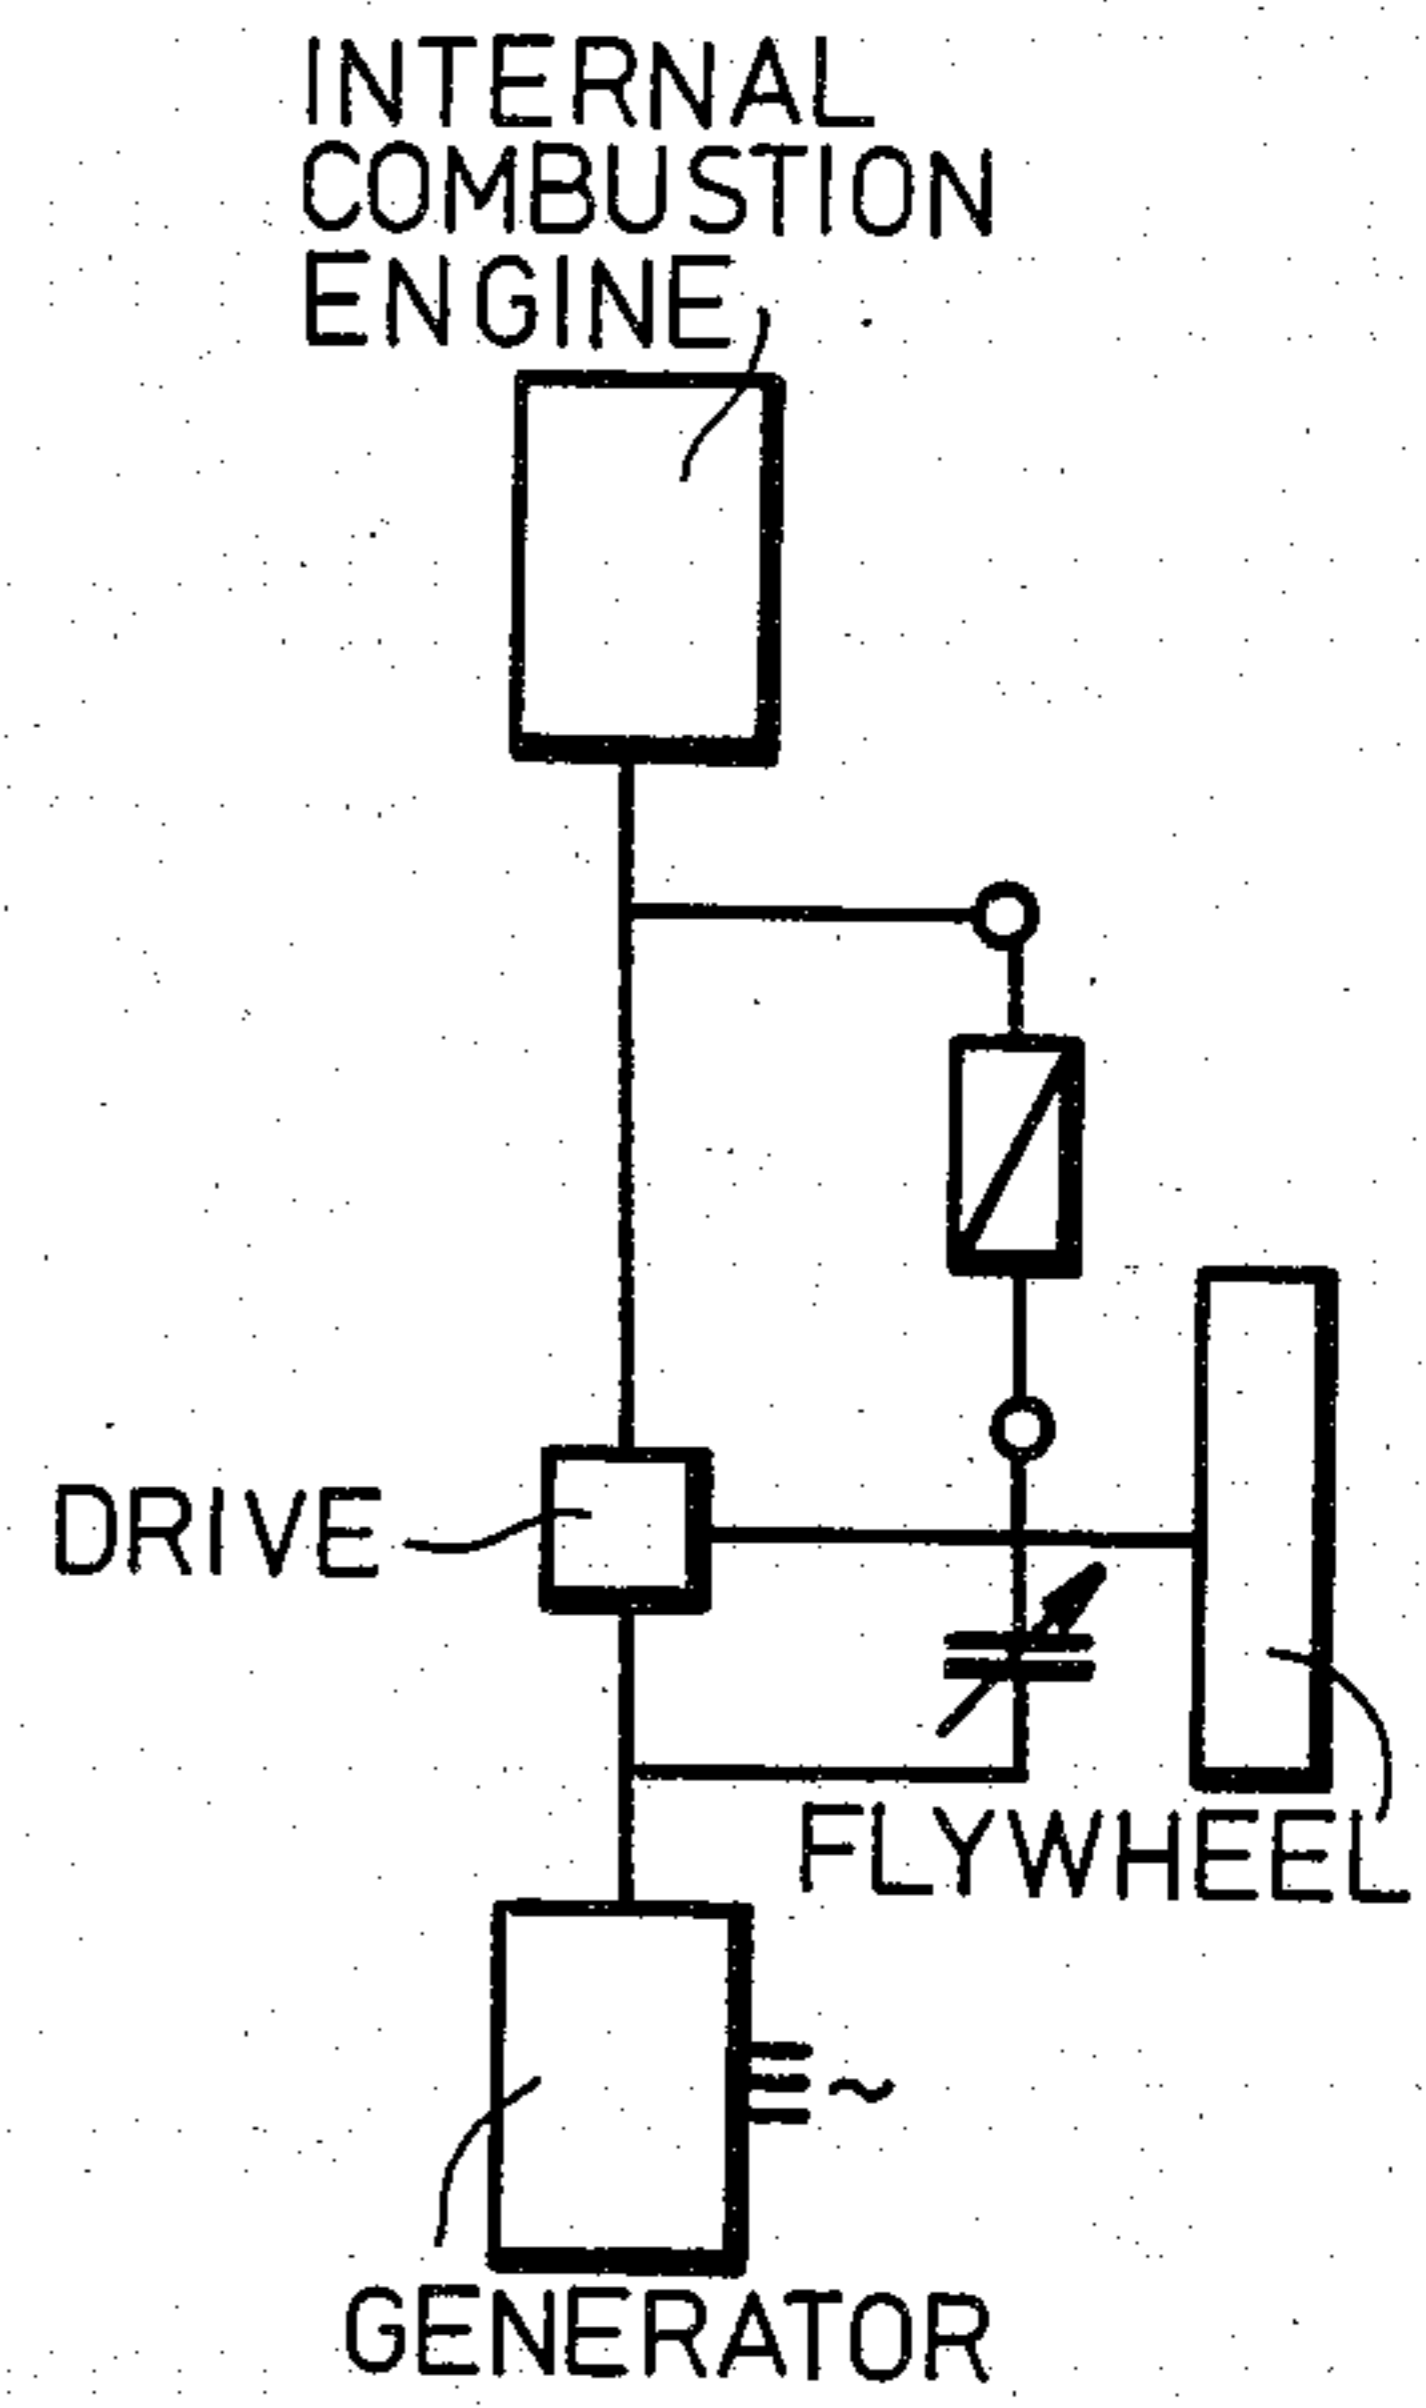 INTERNAL
COMBUSTION
ENGINE
DRIVE
FLYWHEEL
~
GENERATOR